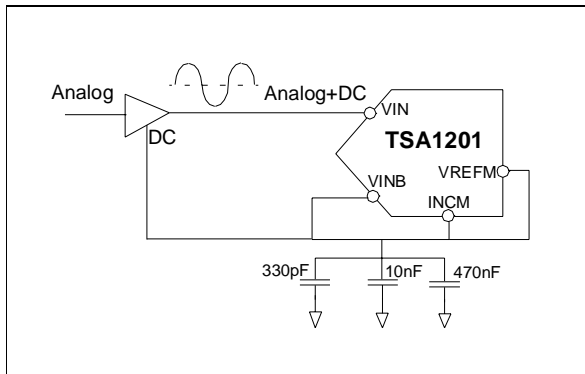 Analog
Analog+DC
DC
VIN
TSA1201
VREFM
VINB
INCM
330pF
10nF
470nF